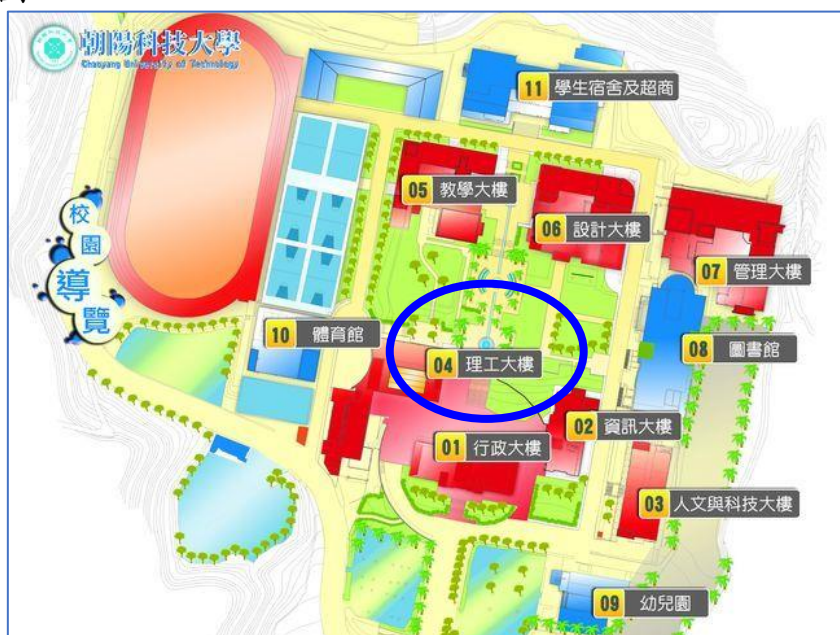 朝陽科技大學
Chaoyang University of Technology
11 學生宿舍及超商
05 教學大樓
06 設計大樓
校園導覽
07 管理大樓
10 體育館
04 理工大樓
08 圖書館
02 資訊大樓
01 行政大樓
03 人文與科技大樓
09 幼兒園